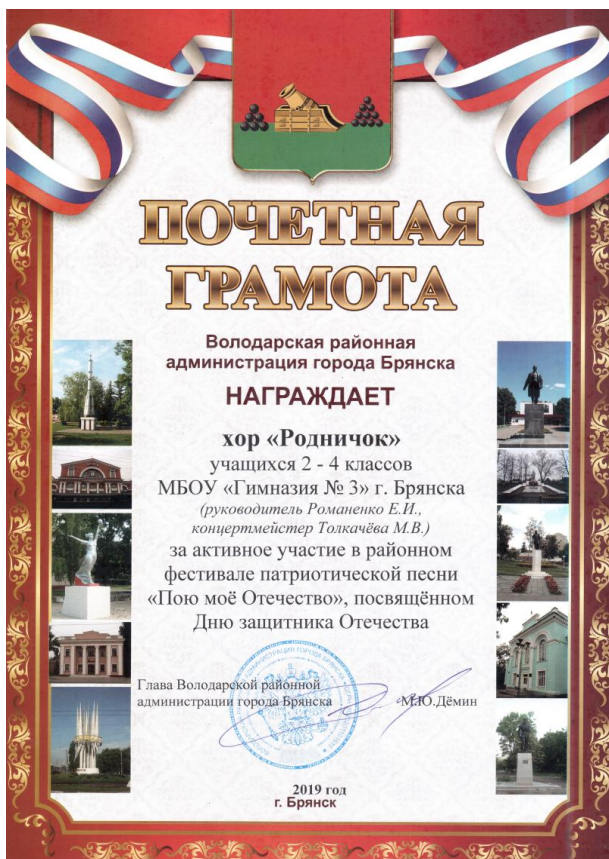 ПОЧЕТНАЯ
ГРАМОТА
Володарская районная
администрация города Брянска
НАГРАЖДАЕТ
хор «Родничок»
учащихся 2 - 4 классов
МБОУ «Гимназия № 3» г. Брянска
(руководитель Романенко Е.И.,
концертмейстер Толкачёва М.В.)
за активное участие в районном
фестивале патриотической песни
«Пою моё Отечество», посвящённом
Дню защитника Отечества
Глава Володарской районной
администрации города Брянска М.Ю.Дёмин
2019 год
г. Брянск